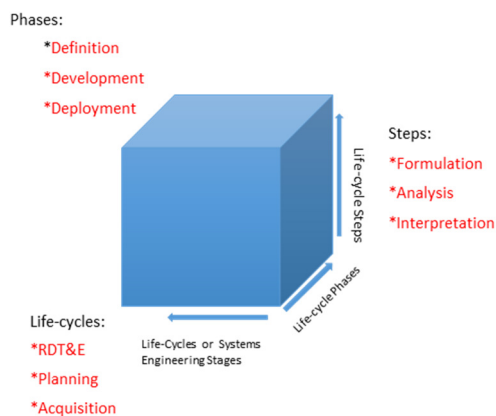 Phases:
*Definition
*Development
*Deployment
Steps:
*Formulation
*Analysis
*Interpretation
Life-cycle Steps
Life-cycle Phases
Life-cycles:
*RDT&E
*Planning
*Acquisition
Life-Cycles or Systems
Engineering Stages